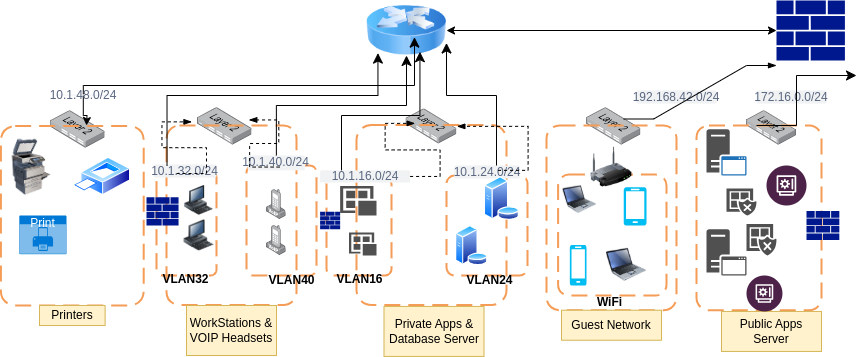 10.1.48.0/24
192.168.42.0/24
172.16.0.0/24
Layer 2
Layer 2
Layer 2
Layer 2
Layer 2
10.1.32.0/24
10.1.40.0/24
10.1.16.0/24
10.1.24.0/24
Print
VLAN32
VLAN40
VLAN16
VLAN24
WiFi
Printers
WorkStations &
VOIP Headsets
Private Apps &
Database Server
Guest Network
Public Apps
Server